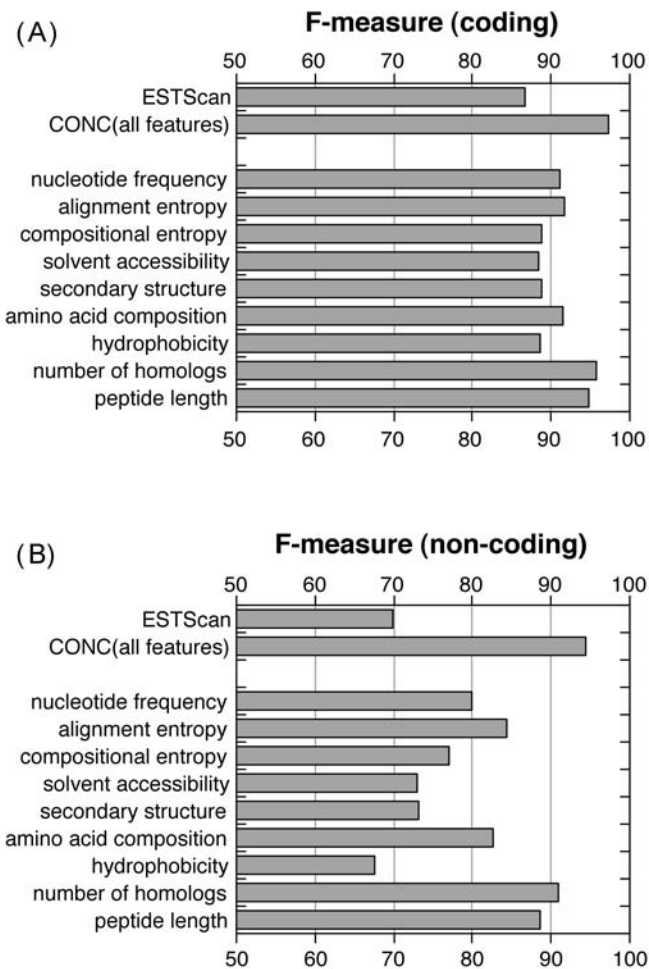 (A)
F-measure (coding)
50 60 70 80 90 100
ESTScan
CONC(all features)
nucleotide frequency
alignment entropy
compositional entropy
solvent accessibility
secondary structure
amino acid composition
hydrophobicity
number of homologs
peptide length
50 60 70 80 90 100
(B)
F-measure (non-coding)
50 60 70 80 90 100
ESTScan
CONC(all features)
nucleotide frequency
alignment entropy
compositional entropy
solvent accessibility
secondary structure
amino acid composition
hydrophobicity
number of homologs
peptide length
50 60 70 80 90 100